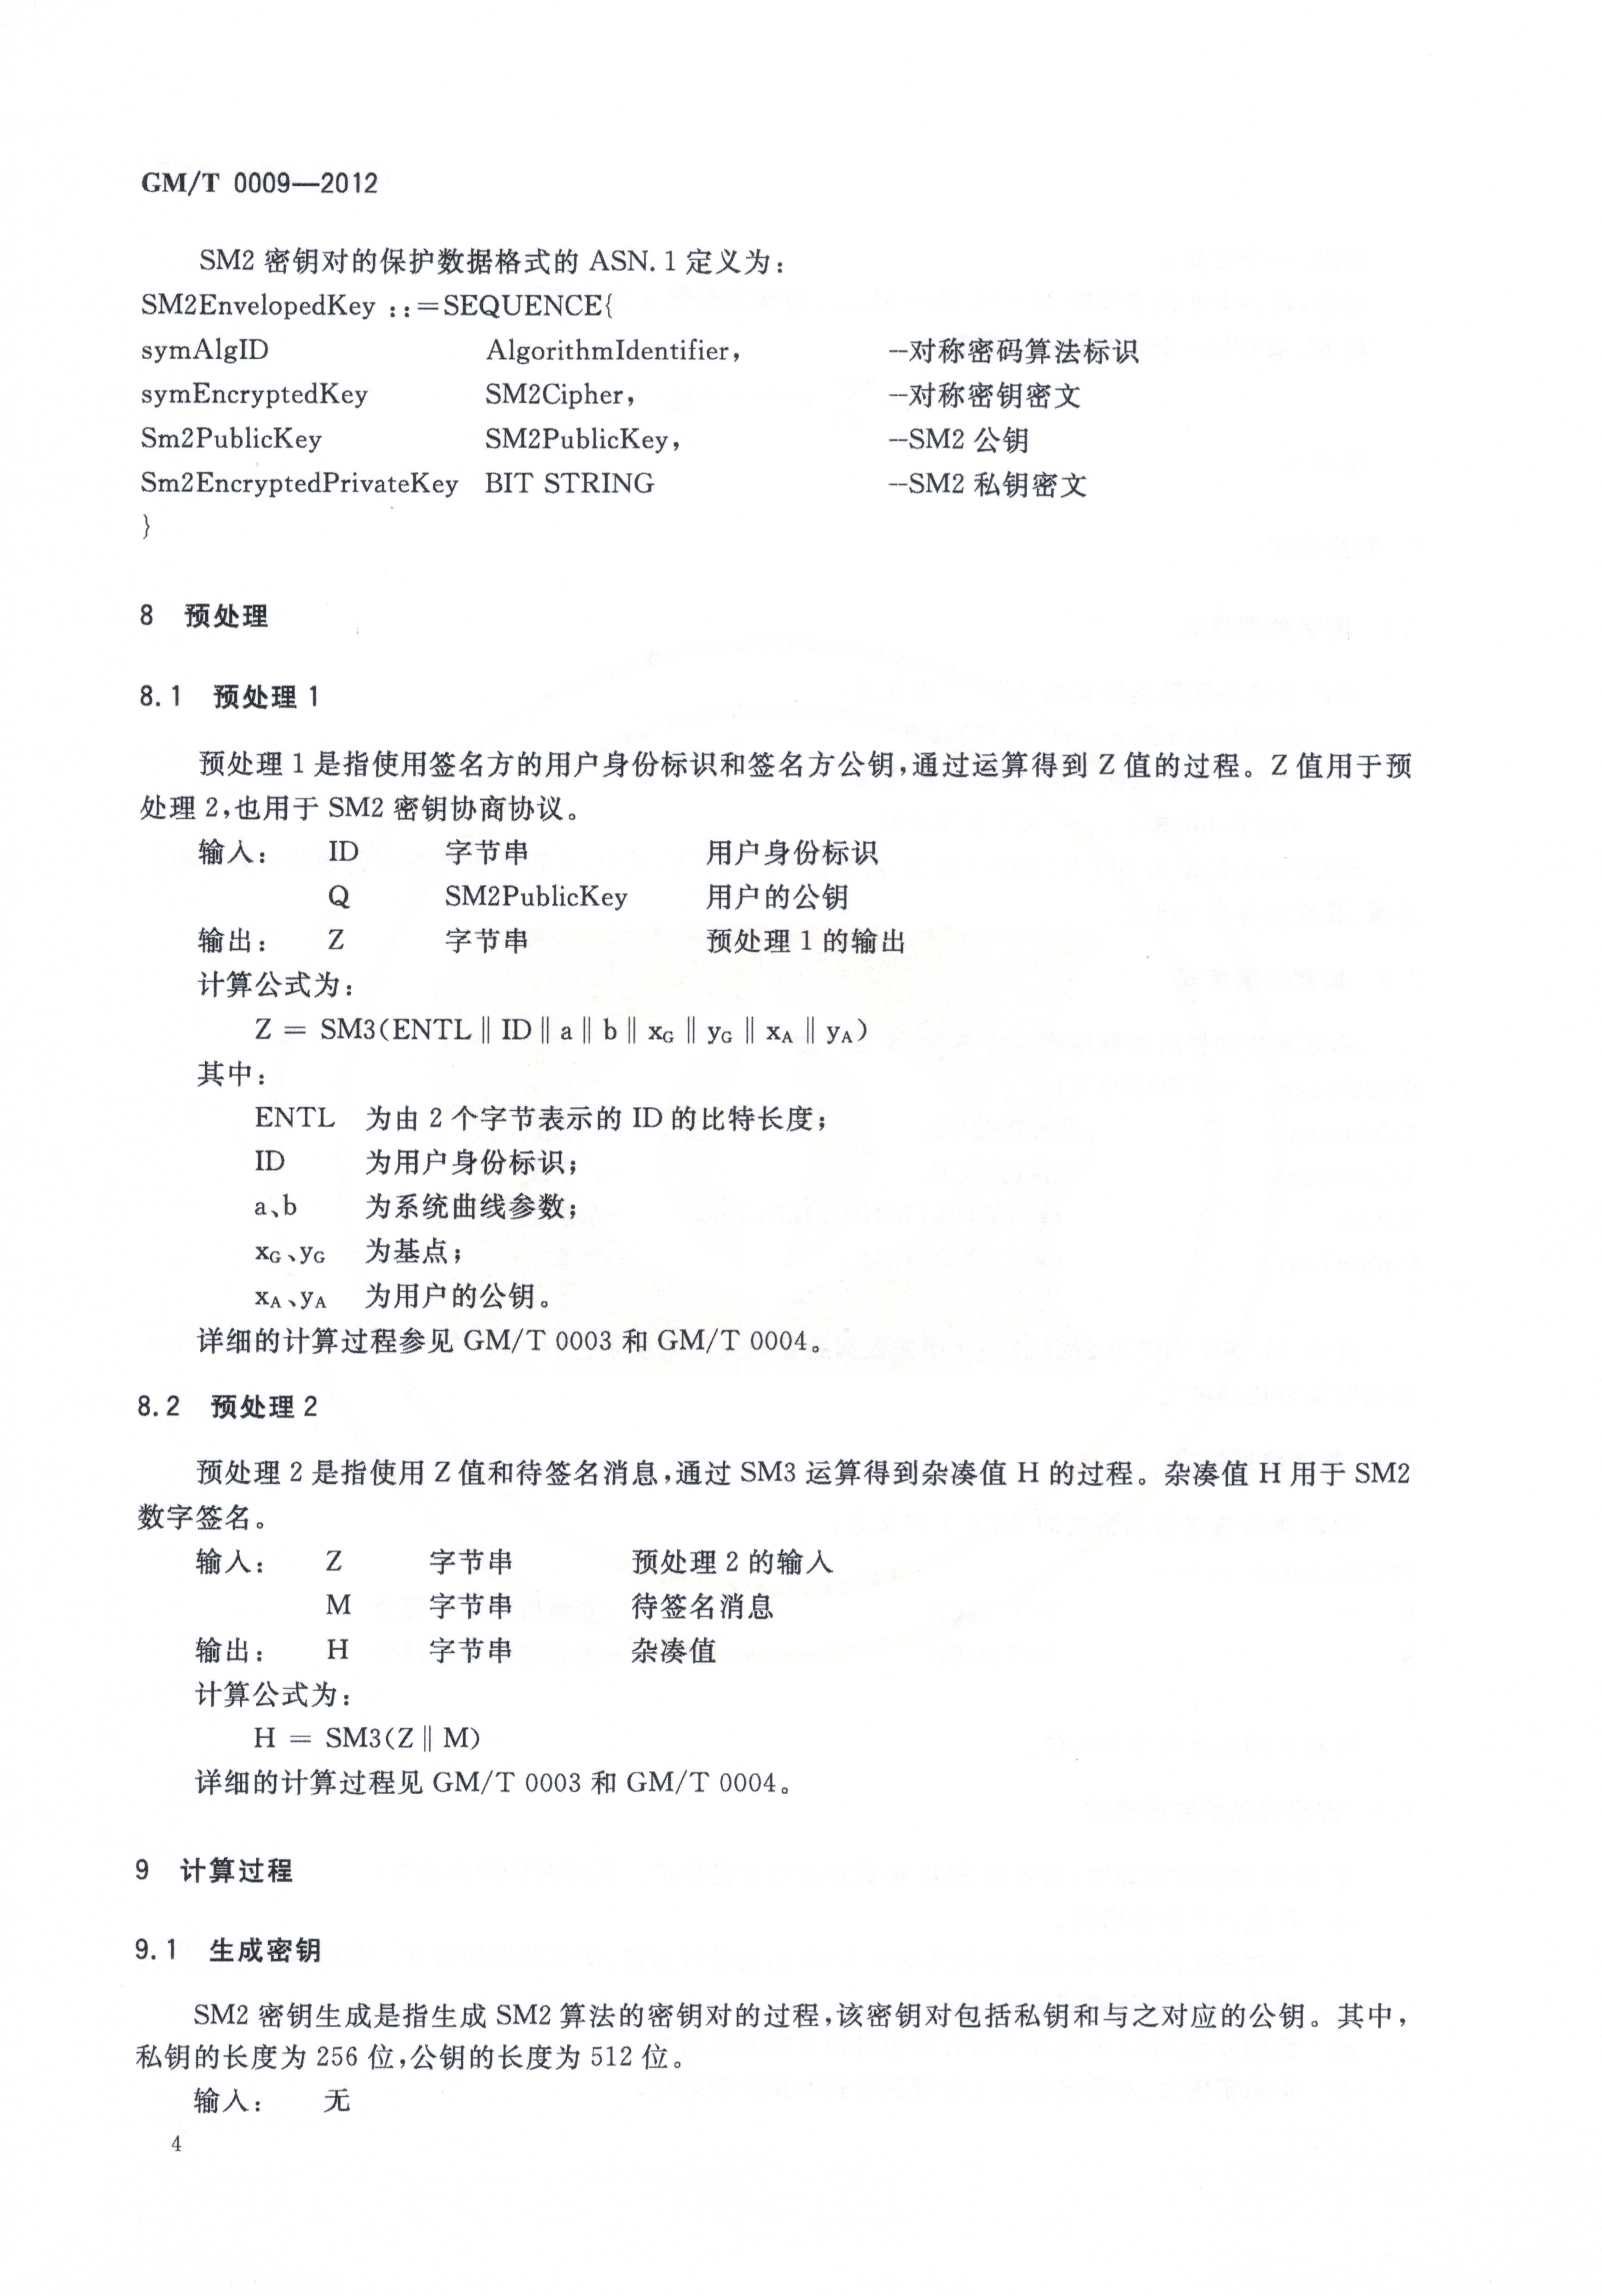 GM/T 0009—2012
SM2 密钥对的保护数据格式的 ASN.1 定义为:
SM2EnvelopedKey ::=SEQUENCE{
symAlgID AlgorithmIdentifier, --对称密码算法标识
symEncryptedKey SM2Cipher, --对称密钥密文
Sm2PublicKey SM2PublicKey, --SM2 公钥
Sm2EncryptedPrivateKey BIT STRING --SM2 私钥密文
}
8 预处理
8.1 预处理 1
预处理 1 是指使用签名方的用户身份标识和签名方公钥,通过运算得到 Z 值的过程。Z 值用于预
处理 2,也用于 SM2 密钥协商协议。
输入: ID 字节串 用户身份标识
Q SM2PublicKey 用户的公钥
输出: Z 字节串 预处理 1 的输出
计算公式为:
Z = SM3(ENTL ‖ ID ‖ a ‖ b ‖ xG ‖ yG ‖ xA ‖ yA)
其中:
ENTL 为由 2 个字节表示的 ID 的比特长度;
ID 为用户身份标识;
a、b 为系统曲线参数;
xG、yG 为基点;
xA、yA 为用户的公钥。
详细的计算过程参见 GM/T 0003 和 GM/T 0004。
8.2 预处理 2
预处理 2 是指使用 Z 值和待签名消息,通过 SM3 运算得到杂凑值 H 的过程。杂凑值 H 用于 SM2
数字签名。
输入: Z 字节串 预处理 2 的输入
M 字节串 待签名消息
输出: H 字节串 杂凑值
计算公式为:
H = SM3(Z ‖ M)
详细的计算过程见 GM/T 0003 和 GM/T 0004。
9 计算过程
9.1 生成密钥
SM2 密钥生成是指生成 SM2 算法的密钥对的过程,该密钥对包括私钥和与之对应的公钥。其中,
私钥的长度为 256 位,公钥的长度为 512 位。
输入: 无
4